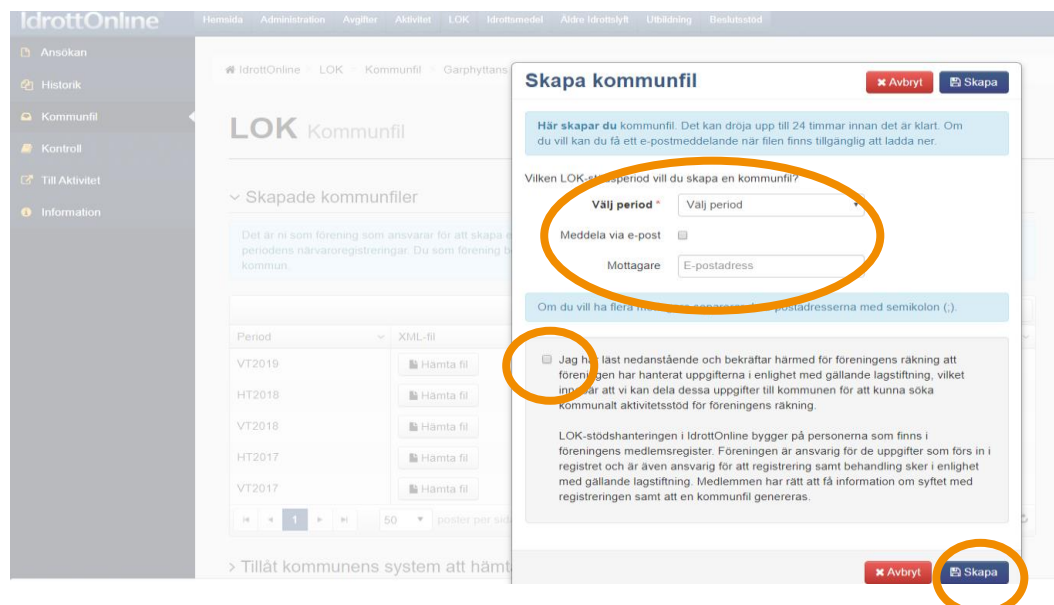 IdrottOnline
Hemsida Administration Avgifter Aktivitet LOK Idrottsmedel Äldre Idrottslyft Utbildning Beslutsstöd
Ansökan
Historik
Kommunfil
Kontroll
Till Aktivitet
Information
IdrottOnline LOK Kommunfil Garphyttans
LOK Kommunfil
Skapade kommunfiler
Det är ni som förening som ansvarar för att skapa
periodens närvaroregistreringar. Du som förening
kommun.
Period XML-fil
VT2019 Hämta fil
HT2018 Hämta fil
VT2018 Hämta fil
HT2017 Hämta fil
VT2017 Hämta fil
1 50 poster per sida
Tillåt kommunens system att hämt
Skapa kommunfil
Avbryt Skapa
Här skapar du kommunfil. Det kan dröja upp till 24 timmar innan det är klart. Om
du vill kan du få ett e-postmeddelande när filen finns tillgänglig att ladda ner.
Vilken LOK-stödsperiod vill du skapa en kommunfil?
Välj period * Välj period
Meddela via e-post
Mottagare E-postadress
Om du vill ha flera separera postadresserna med semikolon (;).
Jag har läst nedanstående och bekräftar härmed för föreningens räkning att
föreningen har hanterat uppgifterna i enlighet med gällande lagstiftning, vilket
innebär att vi kan dela dessa uppgifter till kommunen för att kunna söka
kommunalt aktivitetsstöd för föreningens räkning.
LOK-stödshanteringen i IdrottOnline bygger på personerna som finns i
föreningens medlemsregister. Föreningen är ansvarig för de uppgifter som förs in i
registret och är även ansvarig för att registrering samt behandling sker i enlighet
med gällande lagstiftning. Medlemmen har rätt att få information om syftet med
registreringen samt att en kommunfil genereras.
Avbryt Skapa